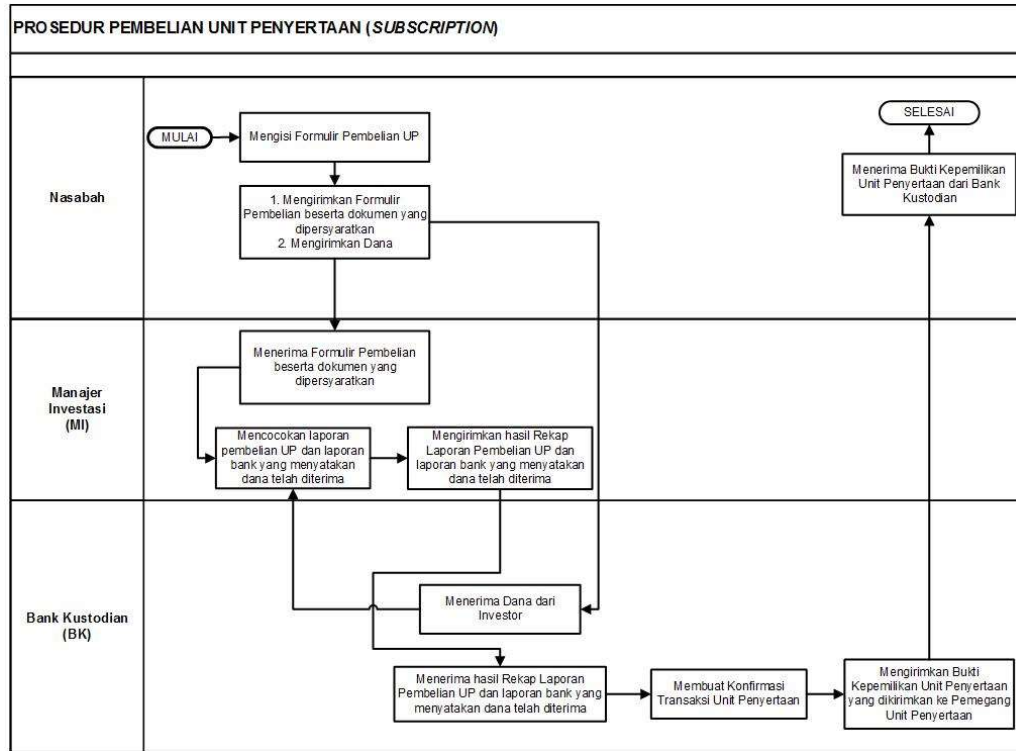 PROSEDUR PEMBELIAN UNIT PENYERTAAN (SUBSCRIPTION)
Nasabah
MULAI
Mengisi Formulir Pembelian UP
1. Mengirimkan Formulir
Pembelian beserta dokumen yang
dipersyaratkan
2. Mengirimkan Dana
SELESAI
Menerima Bukti Kepemilikan
Unit Penyertaan dari Bank
Kustodian
Manajer
Investasi
(MI)
Menerima Formulir Pembelian
beserta dokumen yang
dipersyaratkan
Mencocokan laporan
pembelian UP dan laporan
bank yang menyatakan
dana telah diterima
Mengirimkan hasil Rekap
Laporan Pembelian UP dan
laporan bank yang menyatakan
dana telah diterima
Bank Kustodian
(BK)
Menerima Dana dari
Investor
Menerima hasil Rekap Laporan
Pembelian UP dan laporan bank yang
menyatakan dana telah diterima
Membuat Konfirmasi
Transaksi Unit Penyertaan
Mengirimkan Bukti
Kepemilikan Unit Penyertaan
yang dikirimkan ke Pemegang
Unit Penyertaan